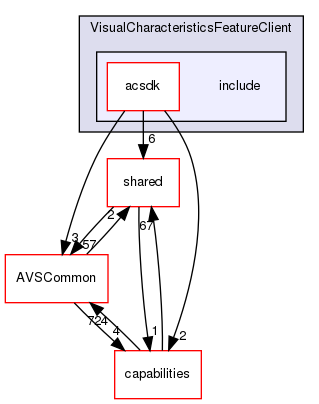 VisualCharacteristicsFeatureClient
acsdk
include
6
shared
2
67
3
57
AVSCommon
724
4
1
2
capabilities